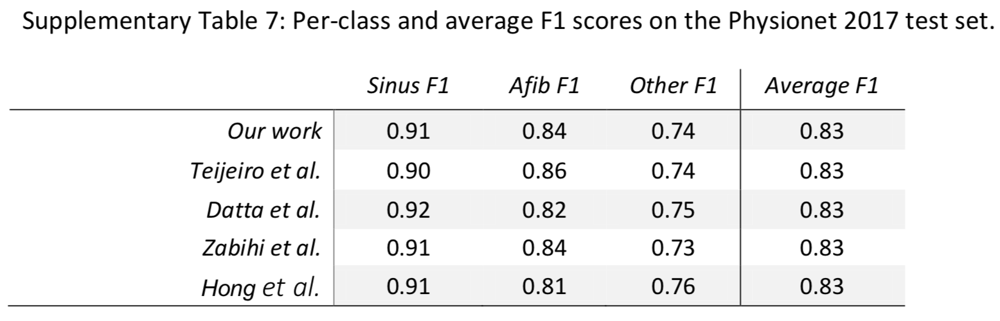 Supplementary Table 7: Per-class and average F1 scores on the Physionet 2017 test set.
Sinus F1 Afib F1 Other F1 Average F1
Our work 0.91 0.84 0.74 0.83
Teijeiro et al. 0.90 0.86 0.74 0.83
Datta et al. 0.92 0.82 0.75 0.83
Zabihi et al. 0.91 0.84 0.73 0.83
Hong et al. 0.91 0.81 0.76 0.83